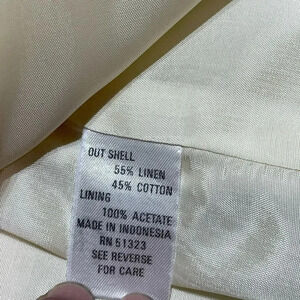 OUT SHELL
55% LINEN
45% COTTON
LINING
100% ACETATE
MADE IN INDONESIA
RN 51323
SEE REVERSE
FOR CARE